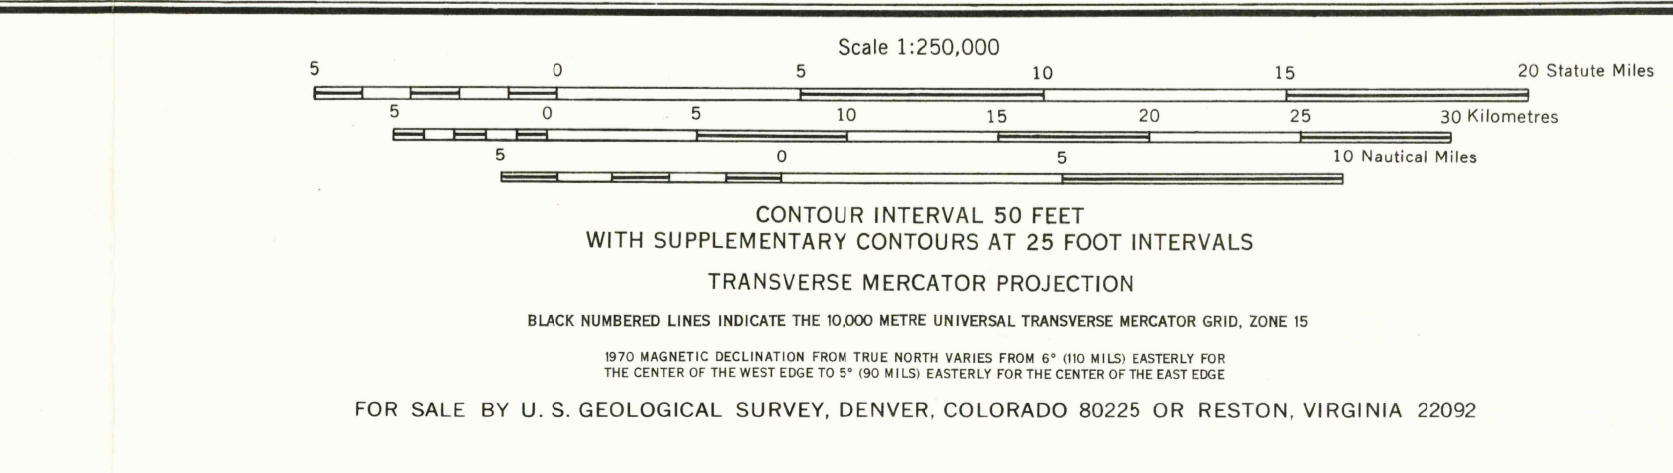 Scale 1:250,000
5 0 5 10 15 20 Statute Miles
5 0 5 10 15 20 25 30 Kilometres
5 0 5 10 Nautical Miles
CONTOUR INTERVAL 50 FEET
WITH SUPPLEMENTARY CONTOURS AT 25 FOOT INTERVALS
TRANSVERSE MERCATOR PROJECTION
BLACK NUMBERED LINES INDICATE THE 10,000 METRE UNIVERSAL TRANSVERSE MERCATOR GRID, ZONE 15
1970 MAGNETIC DECLINATION FROM TRUE NORTH VARIES FROM 6° (110 MILS) EASTERLY FOR
THE CENTER OF THE WEST EDGE TO 5° (90 MILS) EASTERLY FOR THE CENTER OF THE EAST EDGE
FOR SALE BY U. S. GEOLOGICAL SURVEY, DENVER, COLORADO 80225 OR RESTON, VIRGINIA 22092